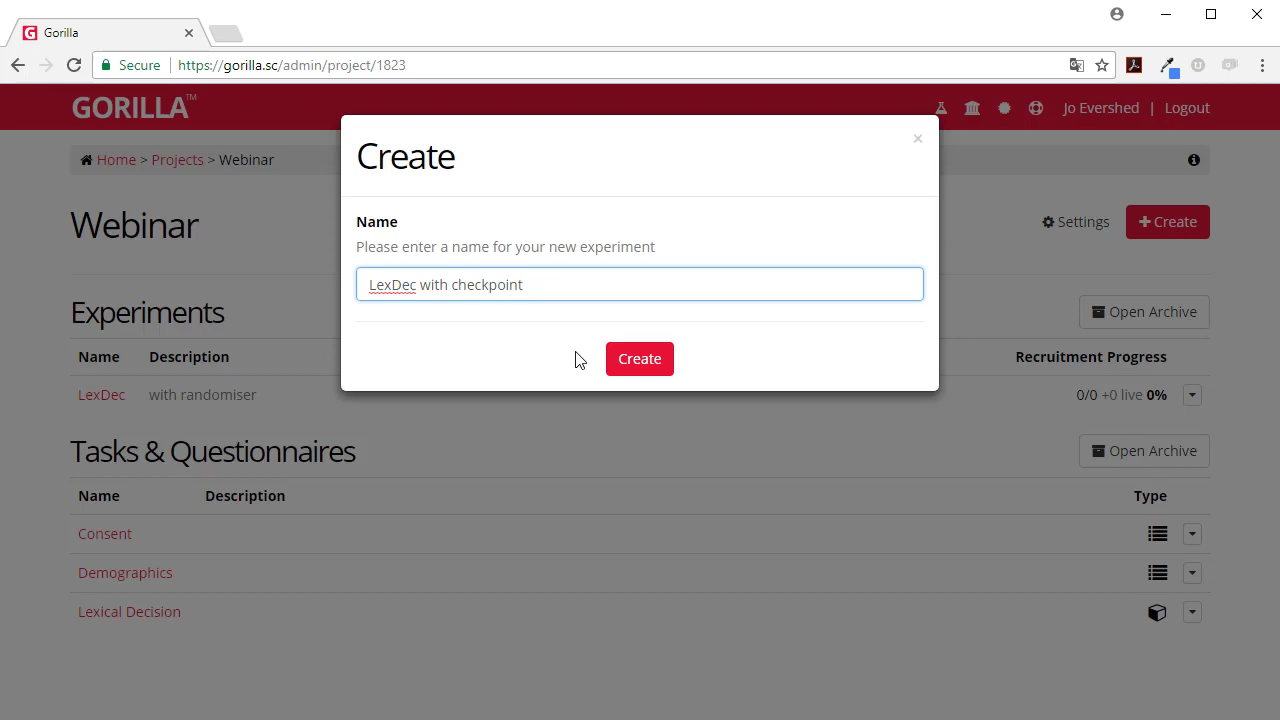 Gorilla
Secure https://gorilla.sc/admin/project/1823
GORILLA™
Jo Evershed | Logout
Home > Projects > Webinar
Webinar
Settings
Create
Create
×
Name
Please enter a name for your new experiment
LexDec with checkpoint
Create
Experiments
Open Archive
Name Description Recruitment Progress
LexDec with randomiser 0/0 +0 live 0%
Tasks & Questionnaires
Open Archive
Name Description Type
Consent
Demographics
Lexical Decision